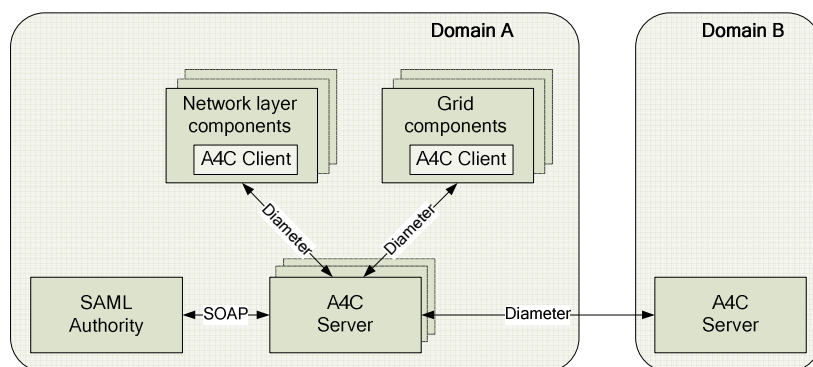 Domain A
Domain B
Network layer
components
A4C Client
Grid
components
A4C Client
Diameter
Diameter
SAML
Authority
SOAP
A4C
Server
Diameter
A4C
Server